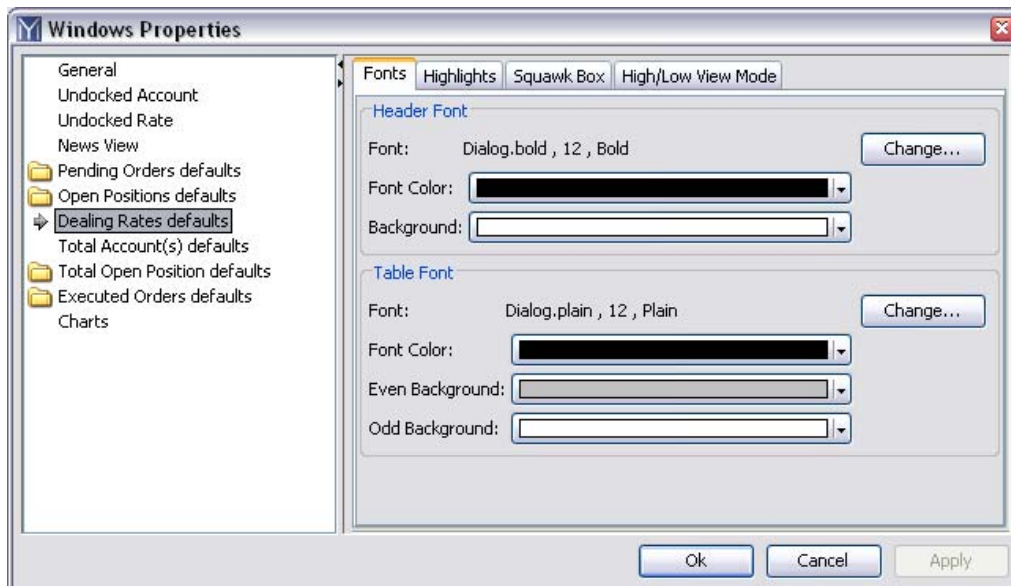 Windows Properties
General
Undocked Account
Undocked Rate
News View
Pending Orders defaults
Open Positions defaults
Dealing Rates defaults
Total Account(s) defaults
Total Open Position defaults
Executed Orders defaults
Charts
Fonts Highlights Squawk Box High/Low View Mode
Header Font
Font: Dialog.bold , 12 , Bold Change...
Font Color:
Background:
Table Font
Font: Dialog.plain , 12 , Plain Change...
Font Color:
Even Background:
Odd Background:
Ok Cancel Apply